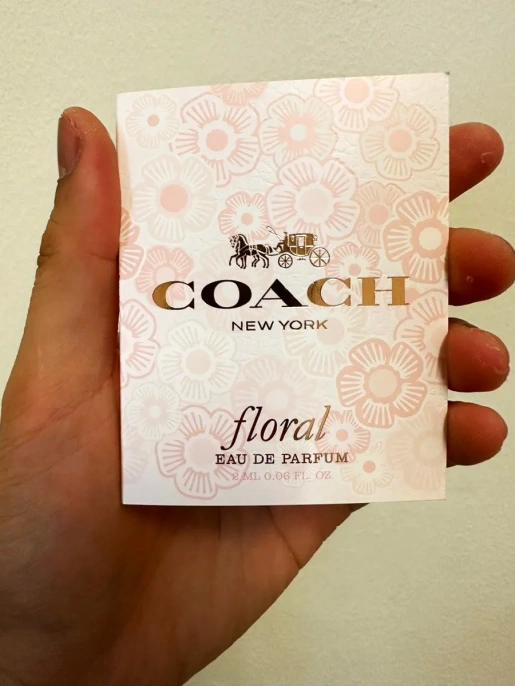 COACH
NEW YORK
floral
EAU DE PARFUM
2 ML 0.06 FL. OZ.